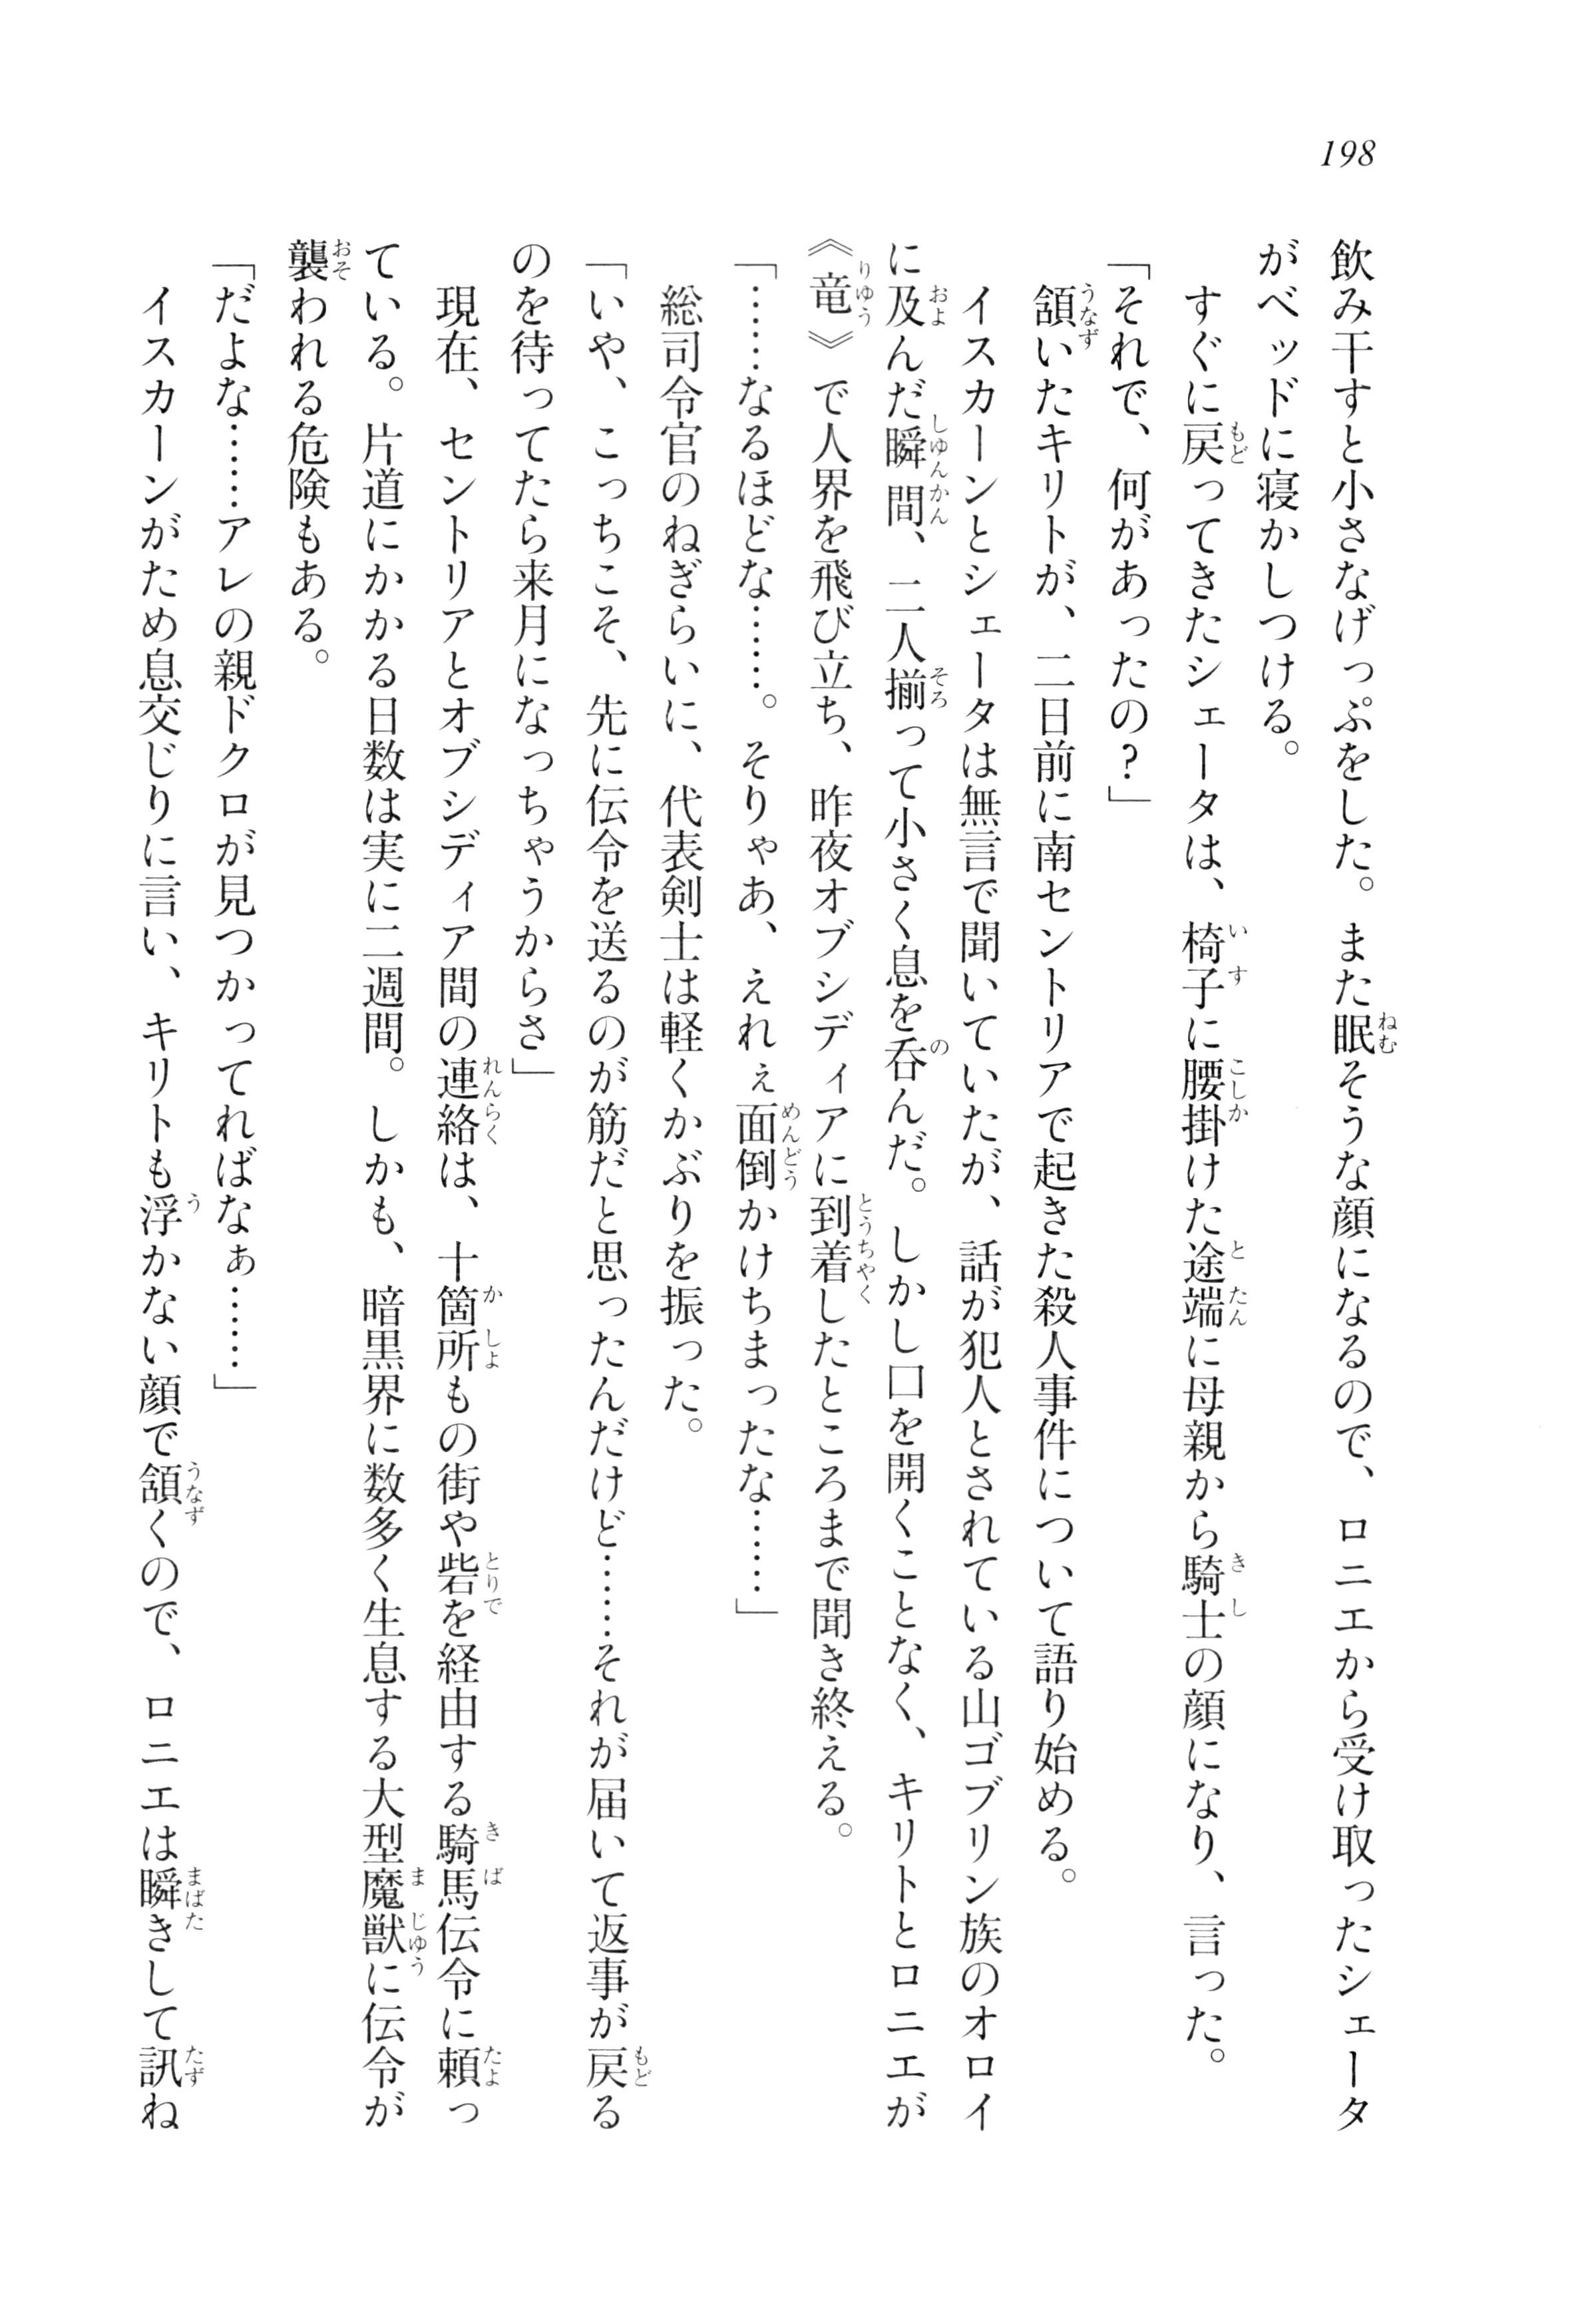 198
飲み干すと小さなげっぷをした。また眠そうな顔になるので、ロニエから受け取ったシェータ
がベッドに寝かしつける。
　すぐに戻ってきたシェータは、椅子に腰掛けた途端に母親から騎士の顔になり、言った。
「それで、何があったの？」
　頷いたキリトが、二日前に南セントリアで起きた殺人事件について語り始める。
　イスカーンとシェータは無言で聞いていたが、話が犯人とされている山ゴブリン族のオロイ
に及んだ瞬間、二人揃って小さく息を呑んだ。しかし口を開くことなく、キリトとロニエが
《竜》で人界を飛び立ち、昨夜オブシディアに到着したところまで聞き終える。
「……なるほどな……。そりゃあ、えれぇ面倒かけちまったな……」
　総司令官のねぎらいに、代表剣士は軽くかぶりを振った。
「いや、こっちこそ、先に伝令を送るのが筋だと思ったんだけど……それが届いて返事が戻る
のを待ってたら来月になっちゃうからさ」
　現在、セントリアとオブシディア間の連絡は、十箇所もの街や砦を経由する騎馬伝令に頼っ
ている。片道にかかる日数は実に二週間。しかも、暗黒界に数多く生息する大型魔獣に伝令が
襲われる危険もある。
「だよな……アレの親ドクロが見つかってればなぁ……」
　イスカーンがため息交じりに言い、キリトも浮かない顔で頷くので、ロニエは瞬きして訊ね